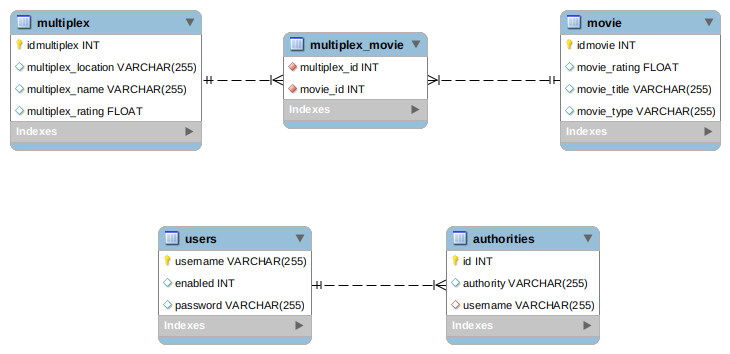 multiplex
idmultiplex INT
multiplex_location VARCHAR(255)
multiplex_name VARCHAR(255)
multiplex_rating FLOAT
Indexes
multiplex_movie
multiplex_id INT
movie_id INT
Indexes
movie
idmovie INT
movie_rating FLOAT
movie_title VARCHAR(255)
movie_type VARCHAR(255)
Indexes
users
username VARCHAR(255)
enabled INT
password VARCHAR(255)
Indexes
authorities
id INT
authority VARCHAR(255)
username VARCHAR(255)
Indexes